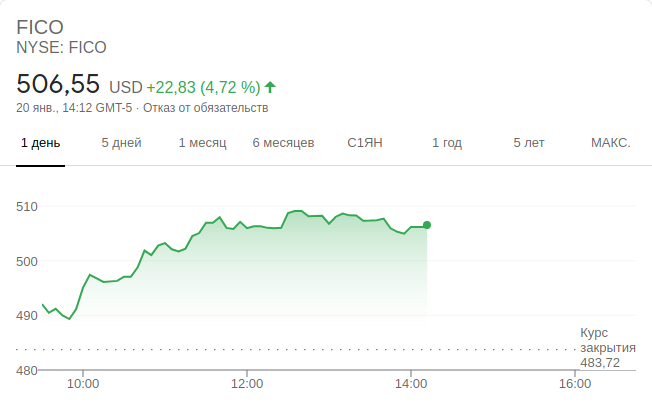 FICO
NYSE: FICO
506,55 USD +22,83 (4,72 %)
20 янв., 14:12 GMT-5 · Отказ от обязательств
1 день 5 дней 1 месяц 6 месяцев С1ЯН 1 год 5 лет МАКС.
510
500
490
Курс
закрытия
483,72
480
10:00 12:00 14:00 16:00